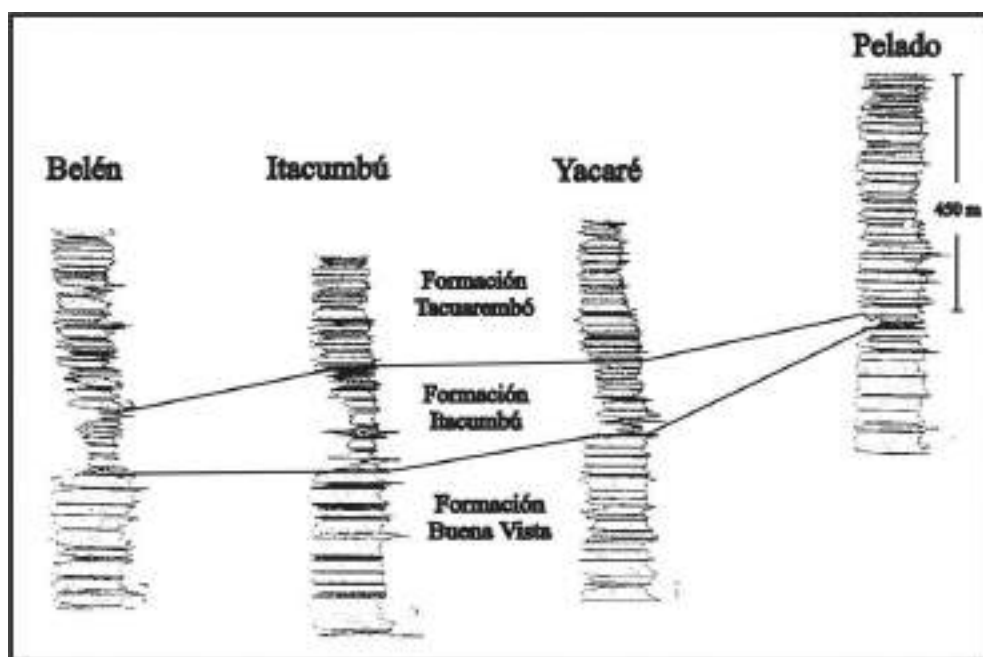 Pelado
Belén
Itacumbú
Yacaré
450 m
Formación
Tacuarembó
Formación
Itacumbú
Formación
Buena Vista